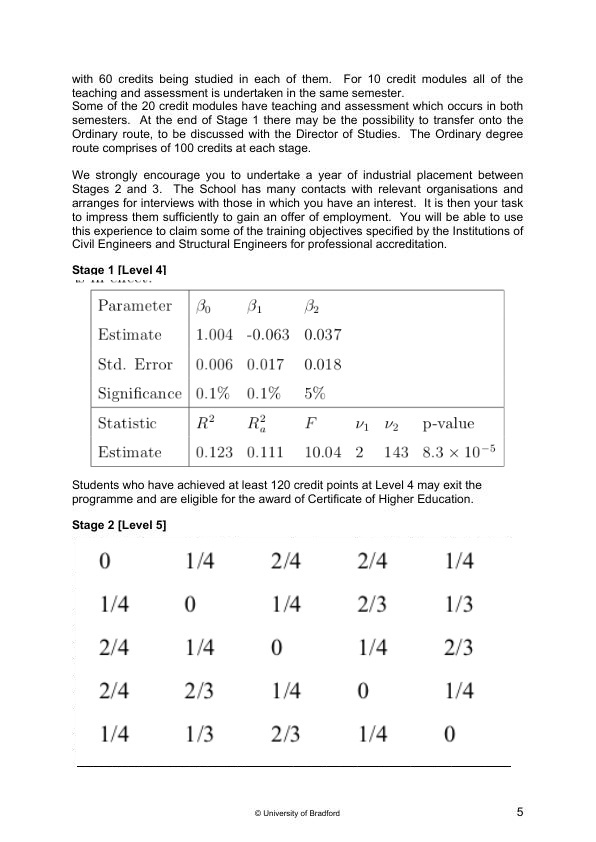 with 60 credits being studied in each of them. For 10 credit modules all of the
teaching and assessment is undertaken in the same semester.
Some of the 20 credit modules have teaching and assessment which occurs in both
semesters. At the end of Stage 1 there may be the possibility to transfer onto the
Ordinary route, to be discussed with the Director of Studies. The Ordinary degree
route comprises of 100 credits at each stage.
We strongly encourage you to undertake a year of industrial placement between
Stages 2 and 3. The School has many contacts with relevant organisations and
arranges for interviews with those in which you have an interest. It is then your task
to impress them sufficiently to gain an offer of employment. You will be able to use
this experience to claim some of the training objectives specified by the Institutions of
Civil Engineers and Structural Engineers for professional accreditation.
Stage 1 [Level 4]
Parameter β₀ β₁ β₂
Estimate 1.004 -0.063 0.037
Std. Error 0.006 0.017 0.018
Significance 0.1% 0.1% 5%
Statistic R² R²ₐ F ν₁ ν₂ p-value
Estimate 0.123 0.111 10.04 2 143 8.3 × 10⁻⁵
Students who have achieved at least 120 credit points at Level 4 may exit the
programme and are eligible for the award of Certificate of Higher Education.
Stage 2 [Level 5]
0 1/4 2/4 2/4 1/4
1/4 0 1/4 2/3 1/3
2/4 1/4 0 1/4 2/3
2/4 2/3 1/4 0 1/4
1/4 1/3 2/3 1/4 0
© University of Bradford 5